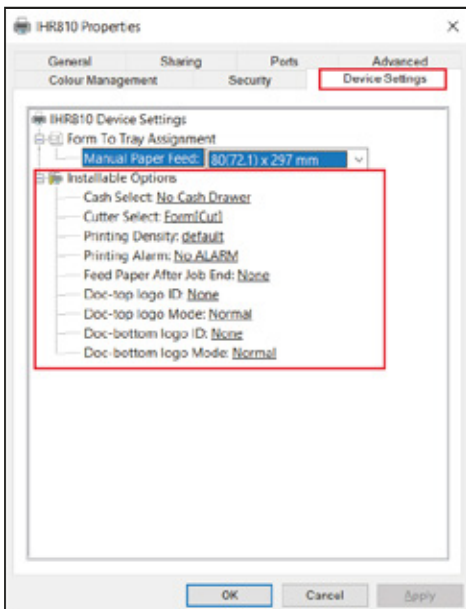 IHR810 Properties
General Sharing Ports Advanced
Colour Management Security Device Settings
IHR810 Device Settings
Form To Tray Assignment
Manual Paper Feed: 80(72.1) x 297 mm
Installable Options
Cash Select: No Cash Drawer
Cutter Select: Form[Cut]
Printing Density: default
Printing Alarm: No ALARM
Feed Paper After Job End: None
Doc-top logo ID: None
Doc-top logo Mode: Normal
Doc-bottom logo ID: None
Doc-bottom logo Mode: Normal
OK Cancel Apply